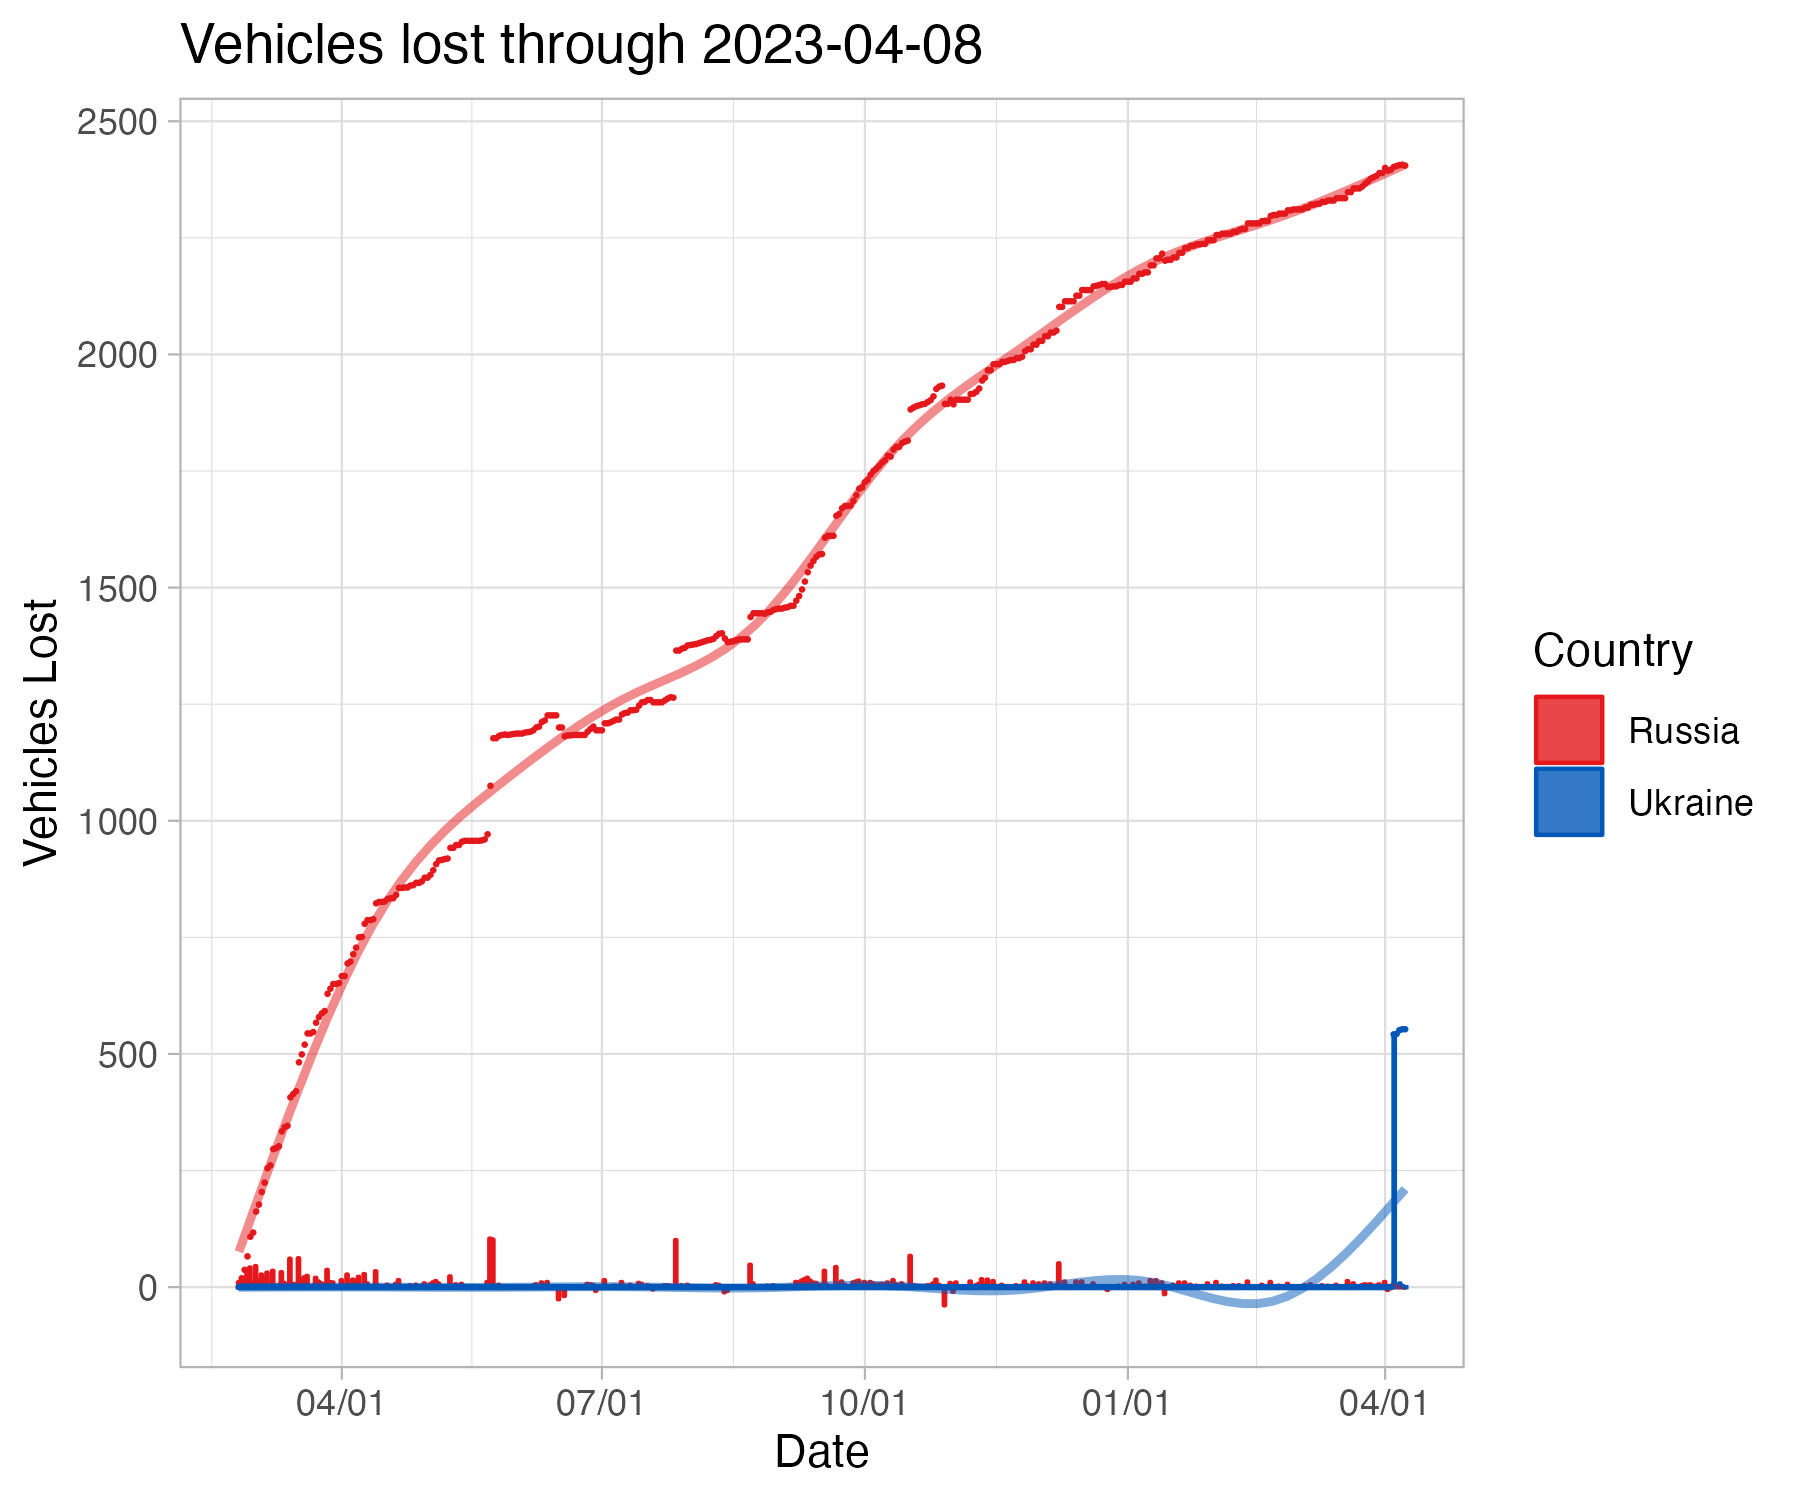 Vehicles lost through 2023-04-08
2500
2000
1500
1000
500
0
Vehicles Lost
04/01
07/01
10/01
01/01
04/01
Date
Country
Russia
Ukraine